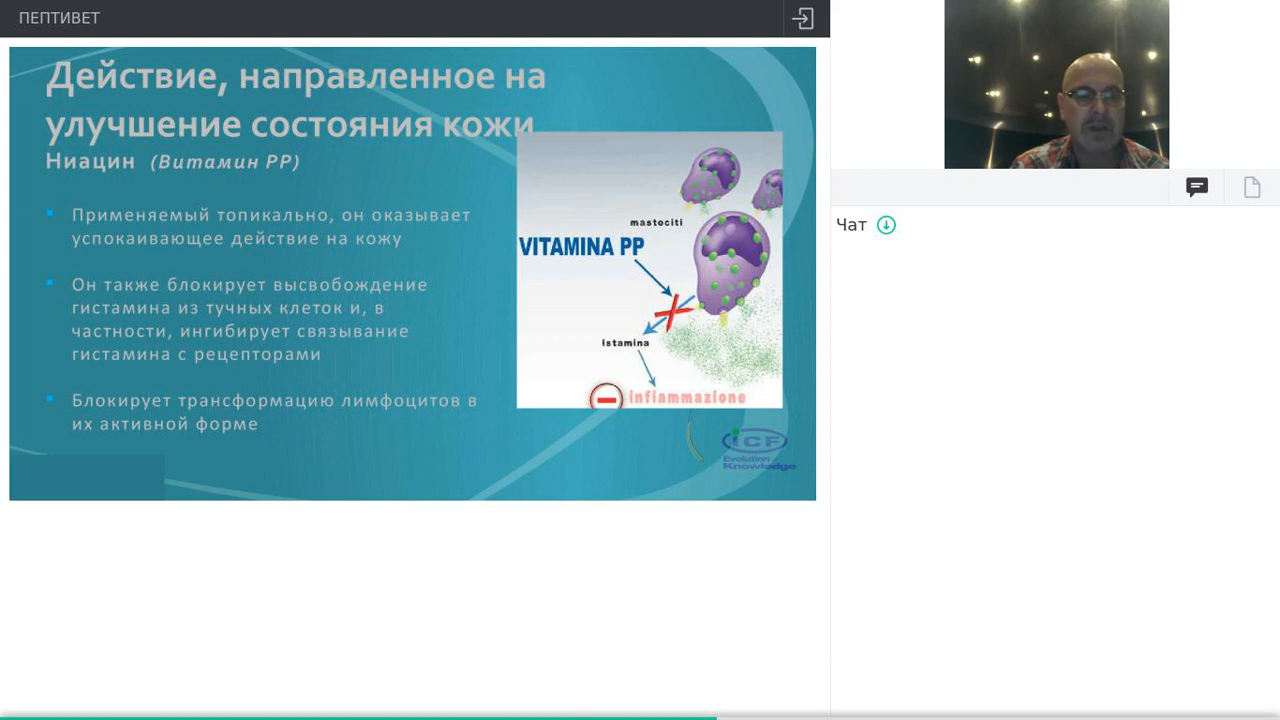 ПЕПТИВЕТ
Действие, направленное на
улучшение состояния кожи
Ниацин (Витамин PP)
Применяемый топикально, он оказывает
успокаивающее действие на кожу
Он также блокирует высвобождение
гистамина из тучных клеток и, в
частности, ингибирует связывание
гистамина с рецепторами
Блокирует трансформацию лимфоцитов в
их активной форме
mastociti
VITAMINA PP
istamina
infiammazione
ICF
Evolution
Knowledge
Чат